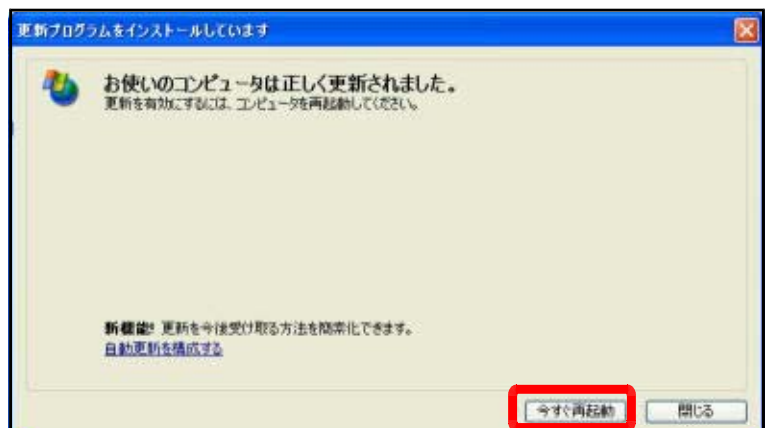 更新プログラムをインストールしています
お使いのコンピュータは正しく更新されました。
更新を有効にするには、コンピュータを再起動してください。
新機能! 更新を今後受け取る方法を簡素化できます。
自動更新を構成する
今すぐ再起動 閉じる